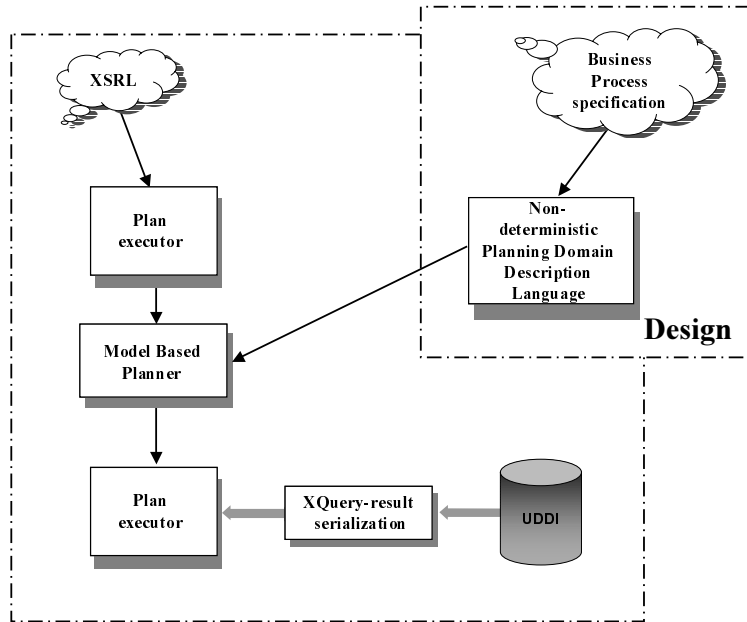 XSRL
Business
Process
specification
Plan
executor
Non-
deterministic
Planning Domain
Description
Language
Design
Model Based
Planner
Plan
executor
XQuery-result
serialization
UDDI